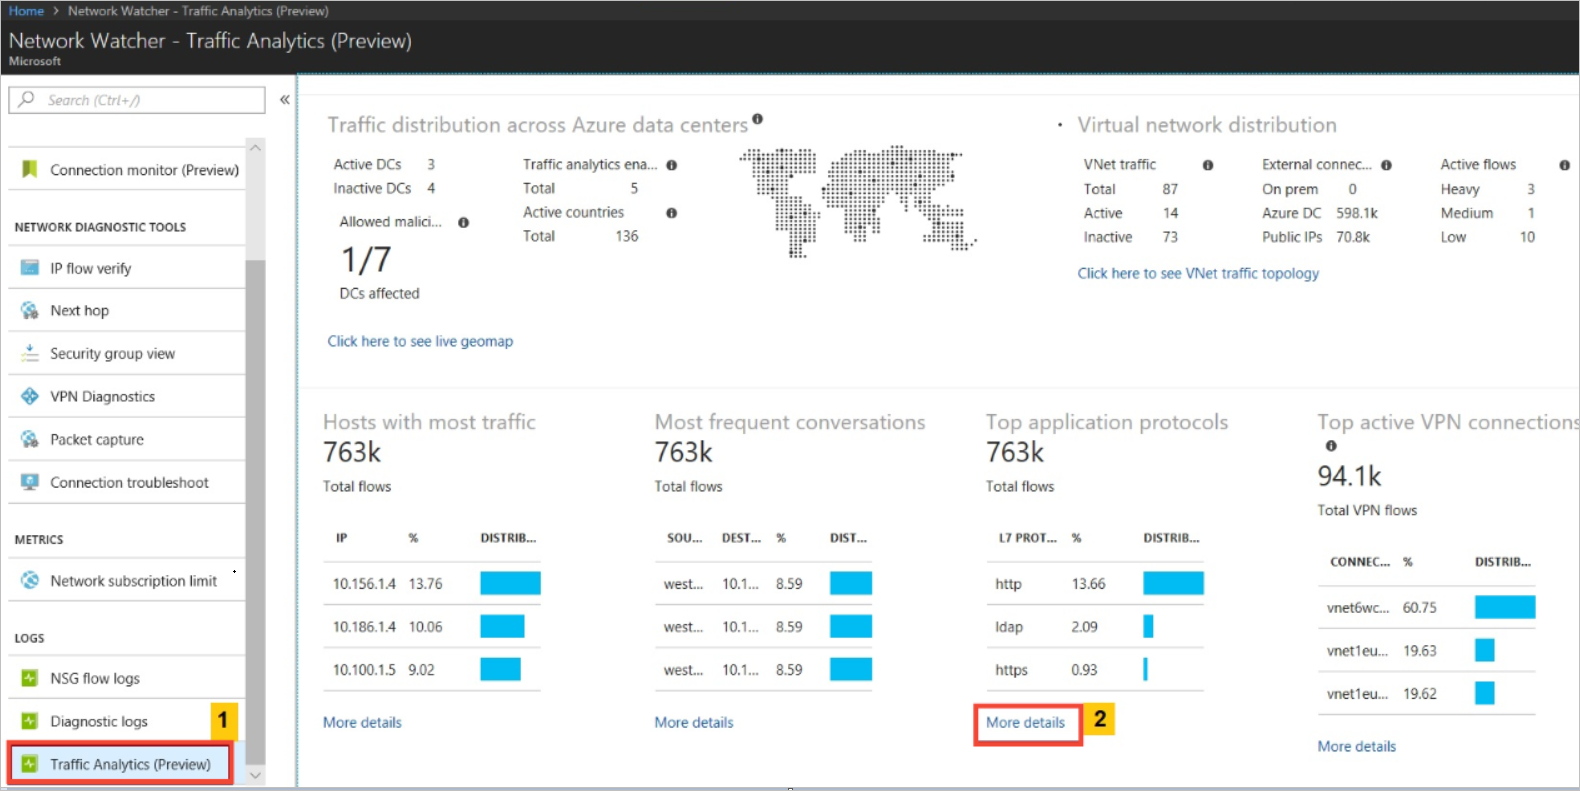 Home > Network Watcher - Traffic Analytics (Preview)
Network Watcher - Traffic Analytics (Preview)
Microsoft
Search (Ctrl+/)
«
Connection monitor (Preview)
NETWORK DIAGNOSTIC TOOLS
IP flow verify
Next hop
Security group view
VPN Diagnostics
Packet capture
Connection troubleshoot
METRICS
Network subscription limit
LOGS
NSG flow logs
Diagnostic logs
1
Traffic Analytics (Preview)
Traffic distribution across Azure data centers
Active DCs 3
Inactive DCs 4
Allowed malici...
1/7
DCs affected
Traffic analytics ena...
Total 5
Active countries
Total 136
Click here to see live geomap
Virtual network distribution
VNet traffic
Total 87
Active 14
Inactive 73
External connec...
On prem 0
Azure DC 598.1k
Public IPs 70.8k
Active flows
Heavy 3
Medium 1
Low 10
Click here to see VNet traffic topology
Hosts with most traffic
763k
Total flows
IP % DISTRIB...
10.156.1.4 13.76
10.186.1.4 10.06
10.100.1.5 9.02
More details
Most frequent conversations
763k
Total flows
SOU... DEST... % DIST...
west... 10.1... 8.59
west... 10.1... 8.59
west... 10.1... 8.59
More details
Top application protocols
763k
Total flows
L7 PROT... % DISTRIB...
http 13.66
ldap 2.09
https 0.93
More details
2
Top active VPN connections
94.1k
Total VPN flows
CONNEC... % DISTRIB...
vnet6wc... 60.75
vnet1eu... 19.63
vnet1eu... 19.62
More details